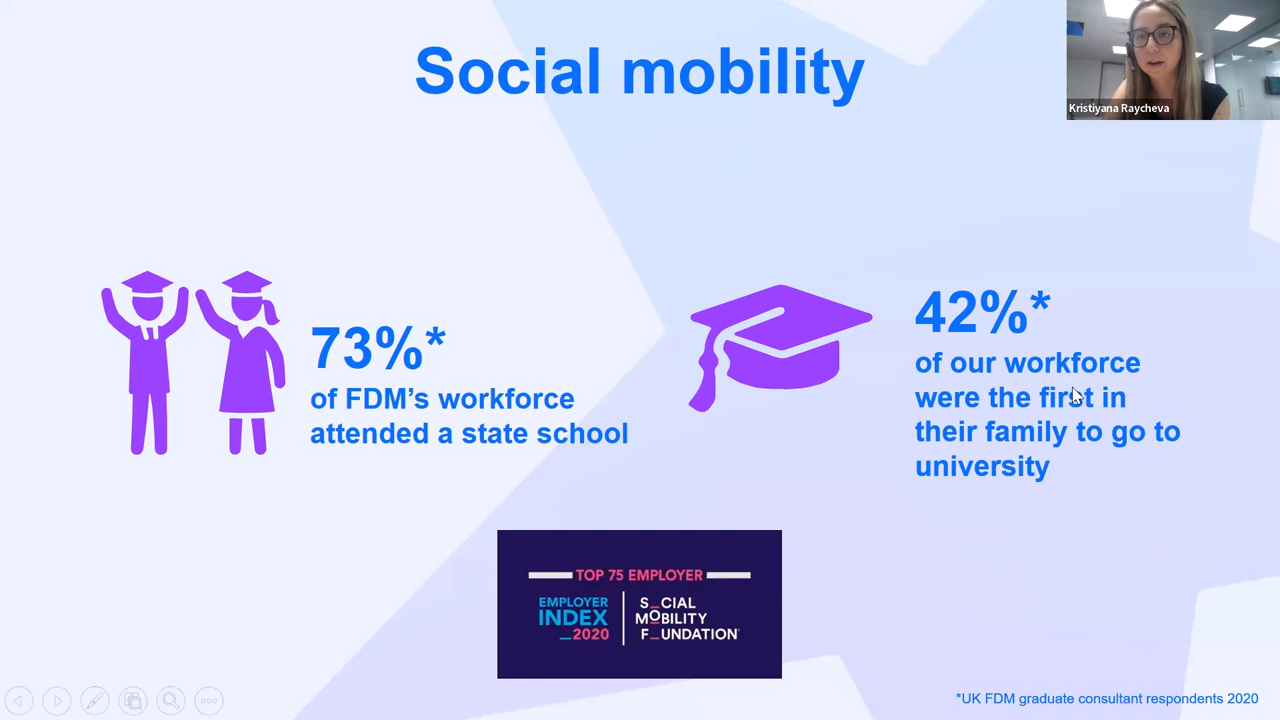 Social mobility
Kristiyana Raycheva
73%*
of FDM’s workforce
attended a state school
42%*
of our workforce
were the first in
their family to go to
university
TOP 75 EMPLOYER
EMPLOYER
INDEX
_2020
S_CIAL
MOBILITY
F_UNDATION
*UK FDM graduate consultant respondents 2020